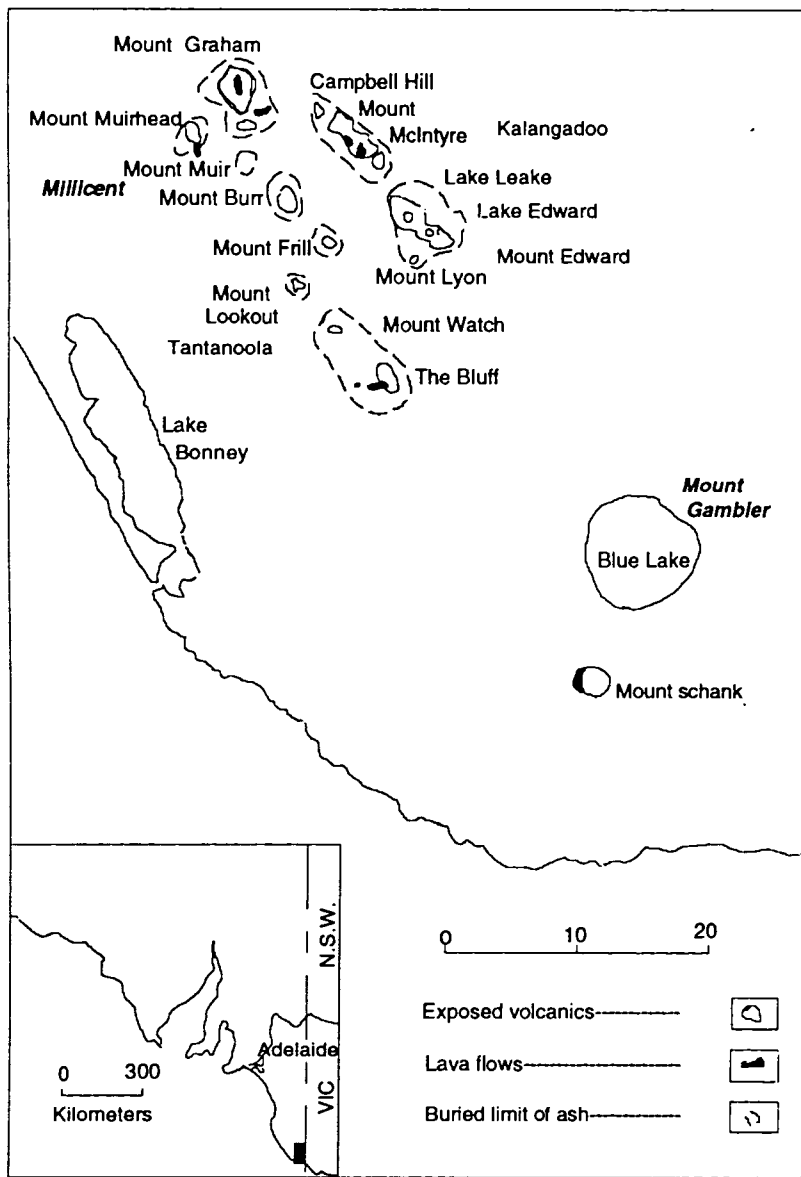 Mount Graham
Campbell Hill
Mount
McIntyre
Kalangadoo
Mount Muirhead
Mount Muir
Millicent
Mount Burr
Lake Leake
Lake Edward
Mount Frill
Mount Edward
Mount Lyon
Mount
Lookout
Mount Watch
Tantanoola
The Bluff
Lake
Bonney
Mount
Gambier
Blue Lake
Mount schank
0 10 20
Exposed volcanics
Lava flows
Buried limit of ash
N.S.W.
Adelaide
VIC
0 300
Kilometers